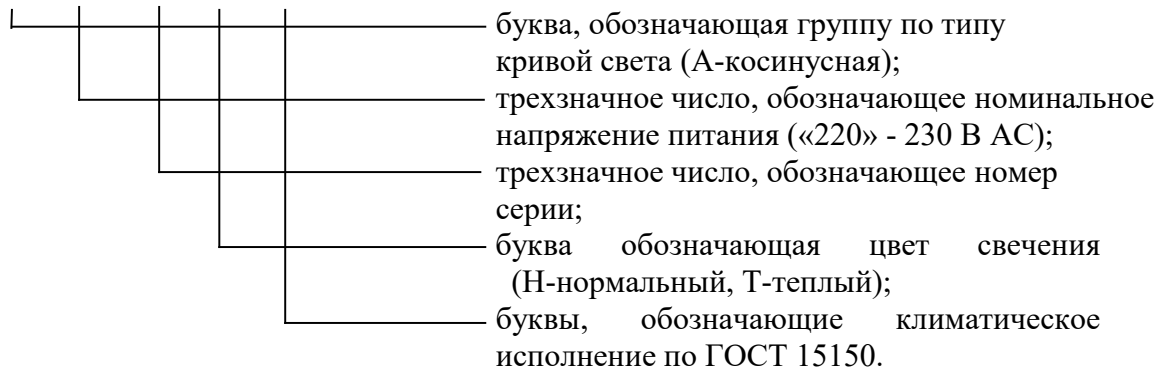 буква, обозначающая группу по типу
кривой света (А-косинусная);
трехзначное число, обозначающее номинальное
напряжение питания («220» - 230 В АС);
трехзначное число, обозначающее номер
серии;
буква обозначающая цвет свечения
(Н-нормальный, Т-теплый);
буквы, обозначающие климатическое
исполнение по ГОСТ 15150.